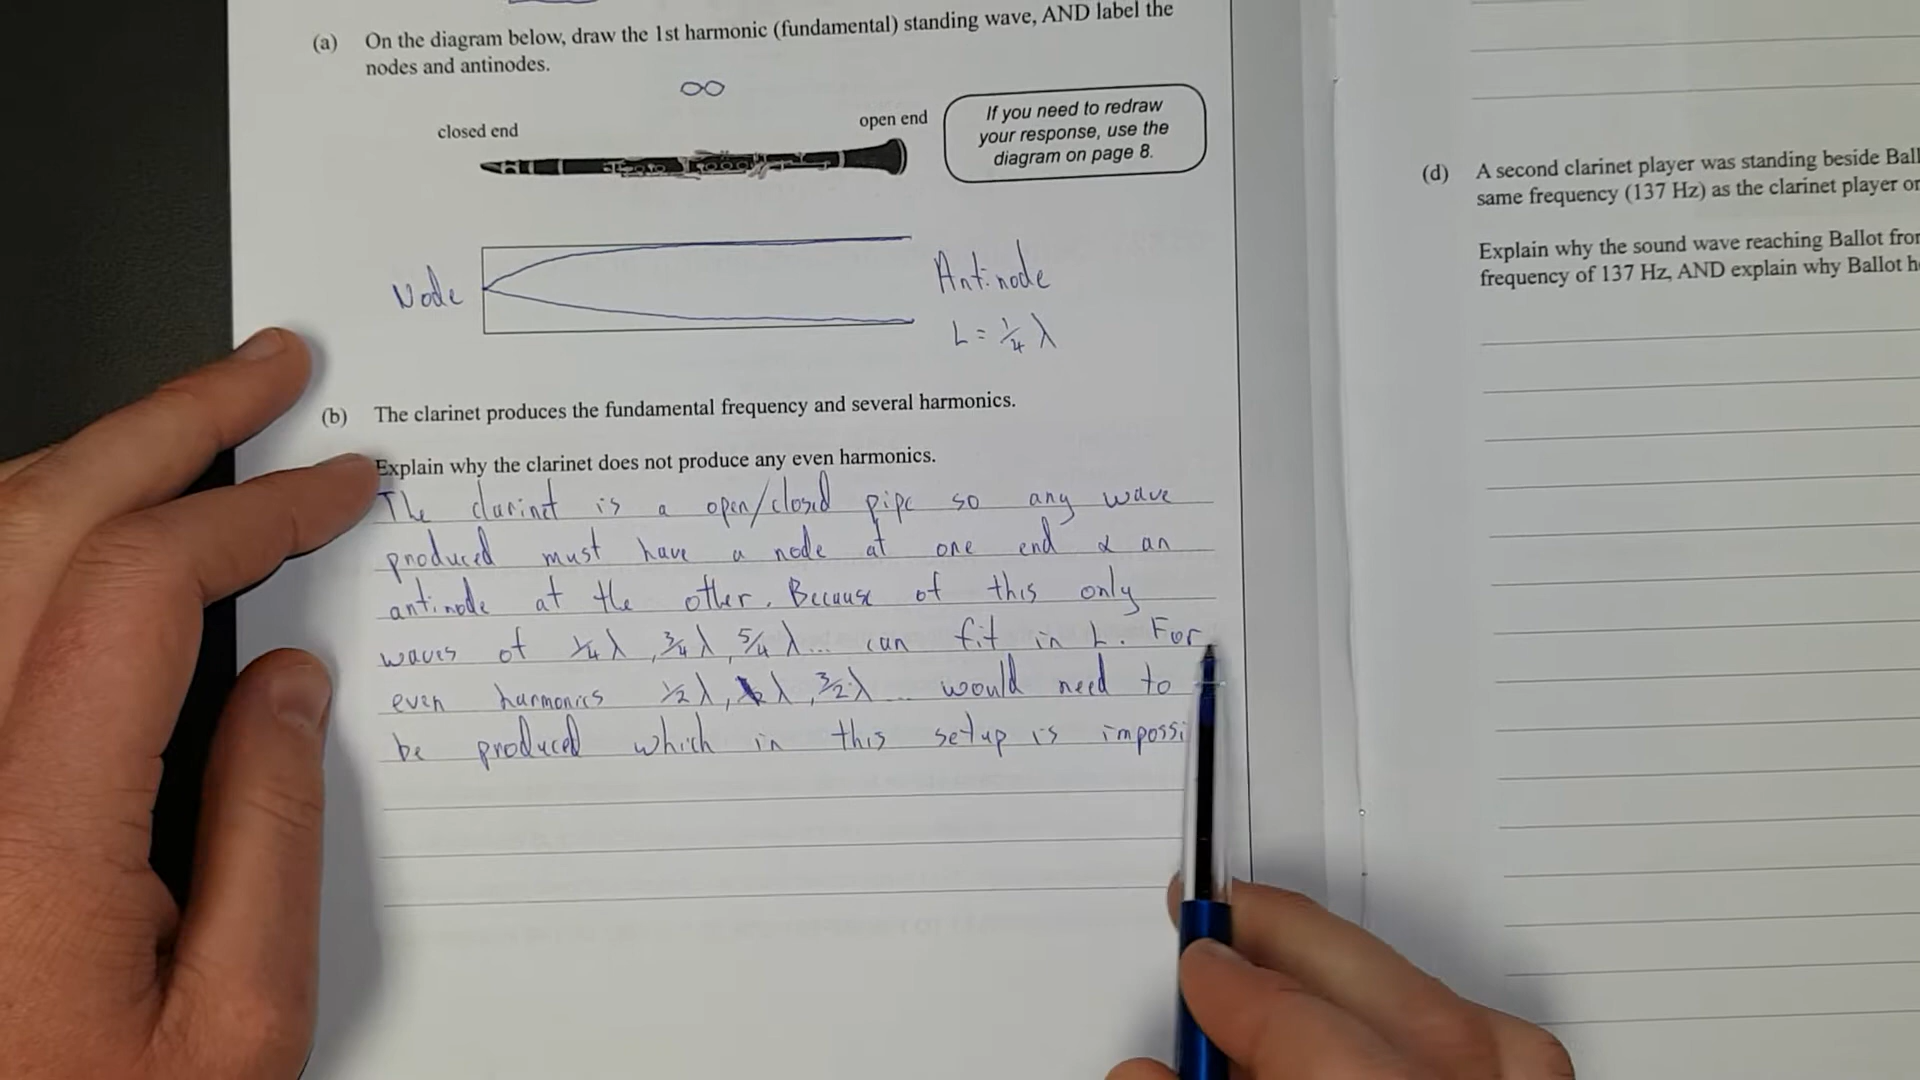 (a) On the diagram below, draw the 1st harmonic (fundamental) standing wave, AND label the
nodes and antinodes.
closed end
open end
If you need to redraw
your response, use the
diagram on page 8.
Node
Antinode
L = 1/4 λ
(b) The clarinet produces the fundamental frequency and several harmonics.
Explain why the clarinet does not produce any even harmonics.
The clarinet is a open/closed pipe so any wave
produced must have a node at one end & an
antinode at the other. Because of this only
waves of 1/4 λ, 3/4 λ, 5/4 λ... can fit in L. For
even harmonics 1/2 λ, λ, 3/2 λ... would need to
be produced which in this setup is impossi
(d) A second clarinet player was standing beside Ball
same frequency (137 Hz) as the clarinet player or
Explain why the sound wave reaching Ballot fror
frequency of 137 Hz, AND explain why Ballot h